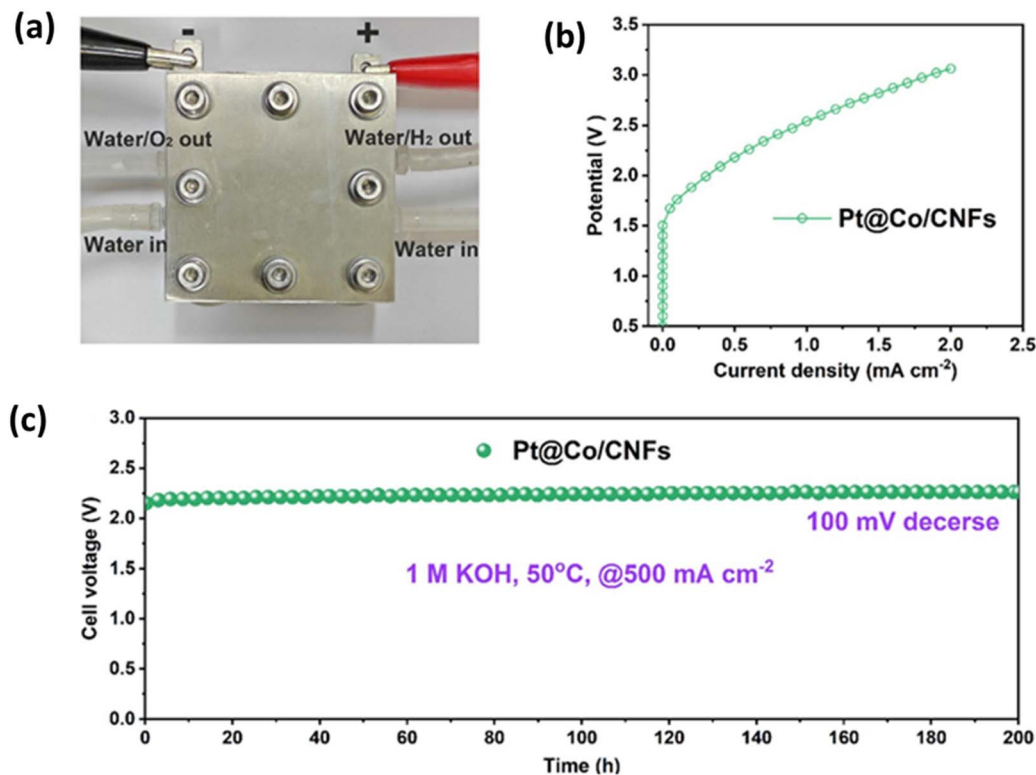 (a)
-
+
Water/O₂ out
Water/H₂ out
Water in
Water in
(b)
Potential (V)
3.5
3.0
2.5
2.0
1.5
1.0
0.5
Pt@Co/CNFs
0.0 0.5 1.0 1.5 2.0 2.5
Current density (mA cm⁻²)
(c)
Cell voltage (V)
3.0
2.5
2.0
1.5
1.0
0.5
0.0
Pt@Co/CNFs
100 mV decerse
1 M KOH, 50°C, @500 mA cm⁻²
0 20 40 60 80 100 120 140 160 180 200
Time (h)